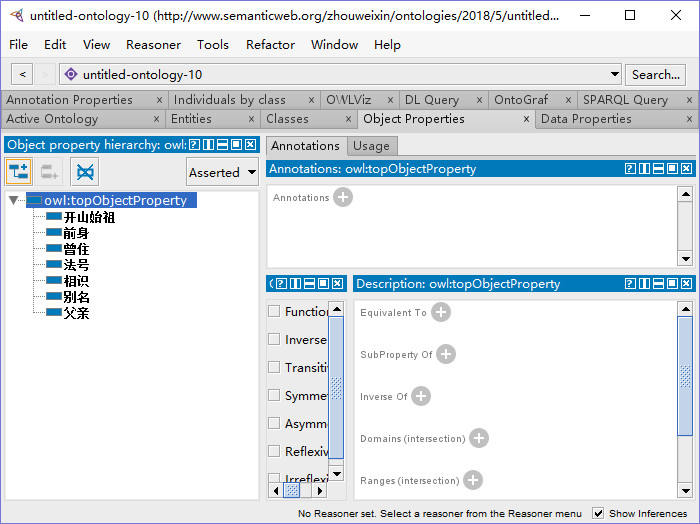 untitled-ontology-10 (http://www.semanticweb.org/zhouweixin/ontologies/2018/5/untitled...
File Edit View Reasoner Tools Refactor Window Help
< > untitled-ontology-10 Search...
Annotation Properties × Individuals by class × OWLViz × DL Query × OntoGraf × SPARQL Query ×
Active Ontology × Entities × Classes × Object Properties × Data Properties ×
Object property hierarchy: owl:
Asserted
owl:topObjectProperty
开山始祖
前身
曾住
法号
相识
别名
父亲
Annotations Usage
Annotations: owl:topObjectProperty
Annotations
Description: owl:topObjectProperty
Function
Inverse
Transiti
Symme
Asymm
Reflexiv
Irreflexi
Equivalent To
SubProperty Of
Inverse Of
Domains (intersection)
Ranges (intersection)
No Reasoner set. Select a reasoner from the Reasoner menu Show Inferences